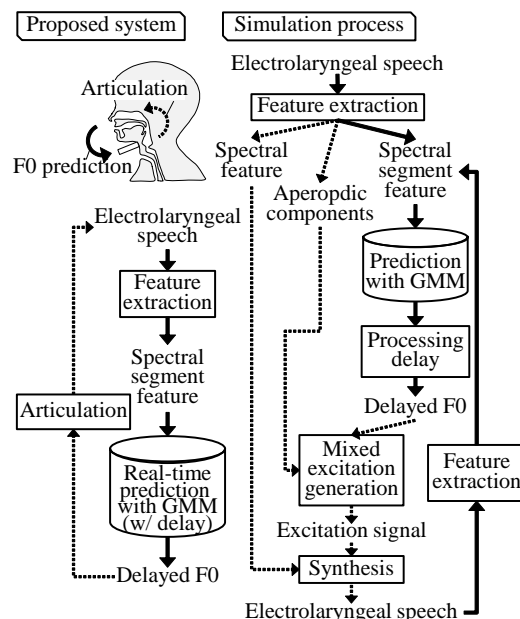 Proposed system
Articulation
F0 prediction
Electrolaryngeal
speech
Feature
extraction
Spectral
segment
feature
Articulation
Real-time
prediction
with GMM
(w/ delay)
Delayed F0
Simulation process
Electrolaryngeal speech
Feature extraction
Spectral
feature
Aperopdic
components
Spectral
segment
feature
Prediction
with GMM
Processing
delay
Delayed F0
Mixed
excitation
generation
Feature
extraction
Excitation signal
Synthesis
Electrolaryngeal speech